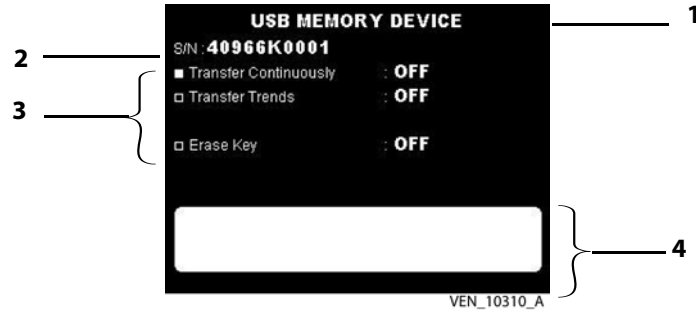 USB MEMORY DEVICE
1
2
S/N : 40966K0001
3
Transfer Continuously : OFF
Transfer Trends : OFF
Erase Key : OFF
4
VEN_10310_A